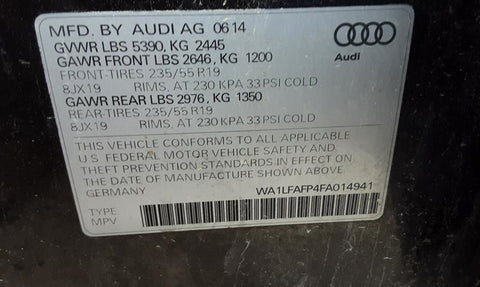 MFD. BY AUDI AG 06 14
GVWR LBS 5390, KG 2445
GAWR FRONT LBS 2646, KG 1200
FRONT-TIRES 235/55 R19
8JX19 RIMS, AT 230 KPA 33 PSI COLD
GAWR REAR LBS 2976, KG 1350
REAR-TIRES 235/55 R19
8JX19 RIMS, AT 230 KPA 33 PSI COLD
Audi
THIS VEHICLE CONFORMS TO ALL APPLICABLE
U.S. FEDERAL MOTOR VEHICLE SAFETY AND
THEFT PREVENTION STANDARDS IN EFFECT ON
THE DATE OF MANUFACTURE SHOWN ABOVE
GERMANY WA1LFAFP4FA014941
TYPE
MPV